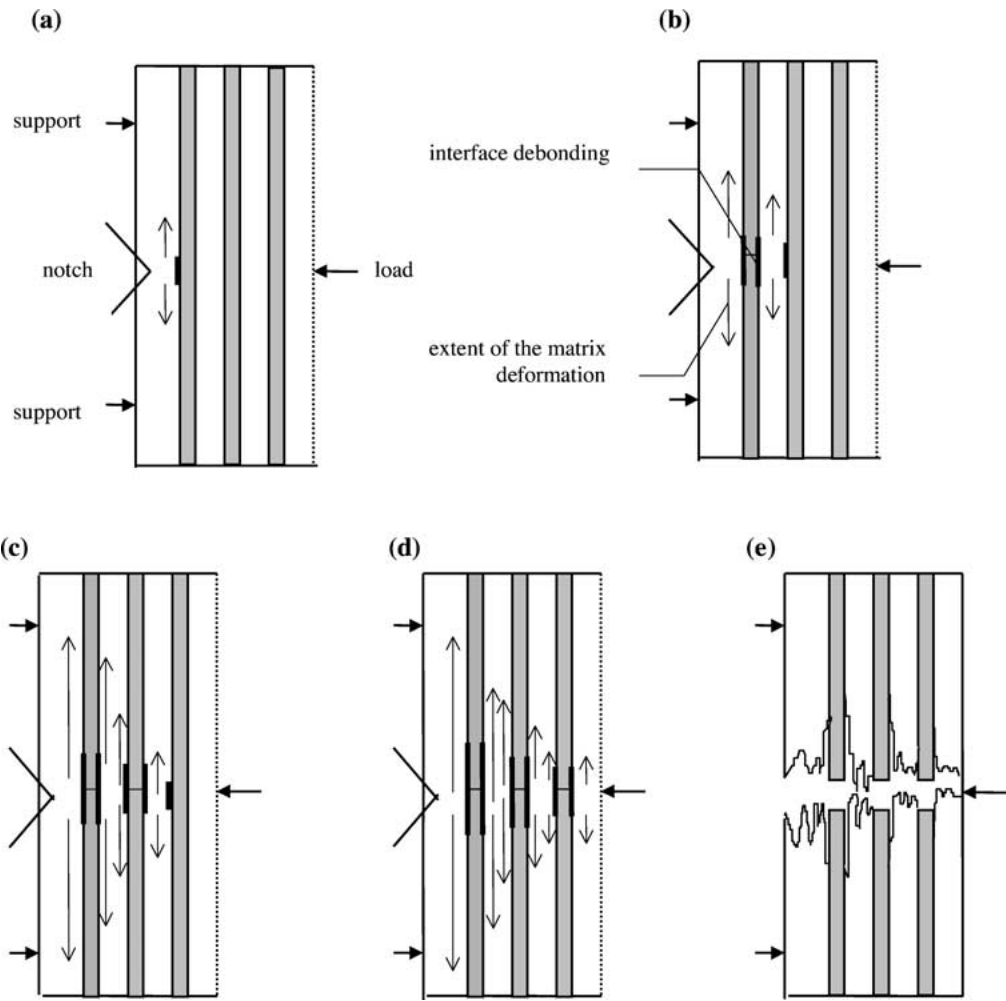 (a)
(b)
support
interface debonding
notch
load
extent of the matrix
deformation
support
(c)
(d)
(e)